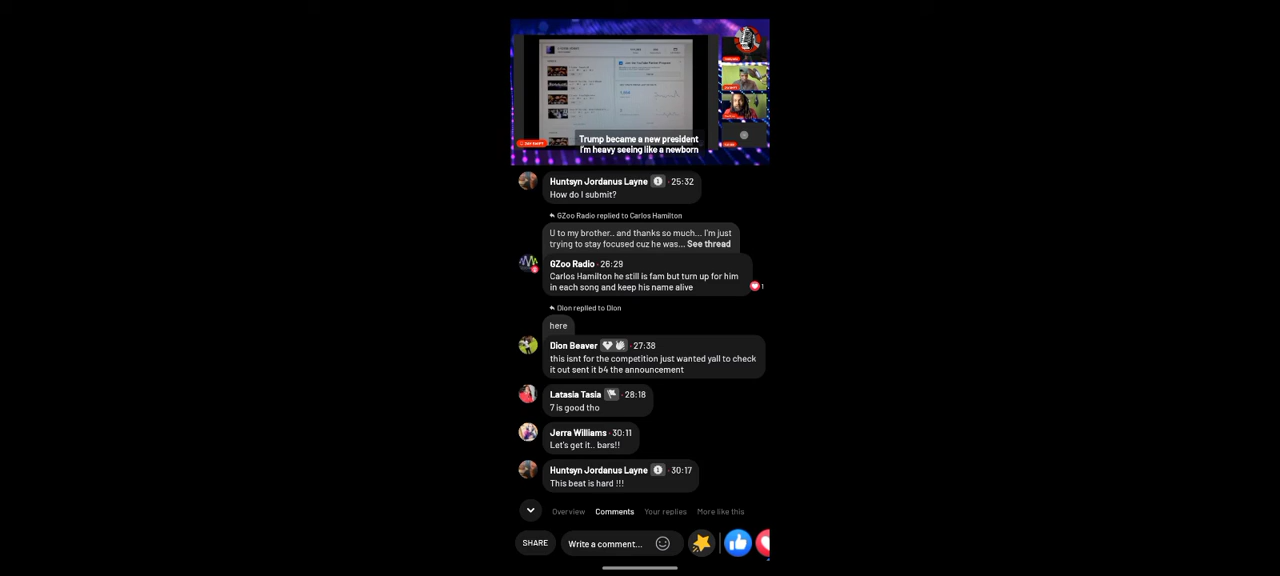 Trump became a new president
I'm heavy seeing like a newborn
Huntsyn Jordanus Layne · 25:32
How do I submit?
GZoo Radio replied to Carlos Hamilton
U to my brother.. and thanks so much... I'm just
trying to stay focused cuz he was... See thread
GZoo Radio · 26:29
Carlos Hamilton he still is fam but turn up for him
in each song and keep his name alive
1
Dion replied to Dion
here
Dion Beaver · 27:38
this isnt for the competition just wanted yall to check
it out sent it b4 the announcement
Latasia Tasia · 28:18
7 is good tho
Jerra Williams · 30:11
Let's get it.. bars!!
Huntsyn Jordanus Layne · 30:17
This beat is hard !!!
Overview Comments Your replies More like this
SHARE Write a comment...